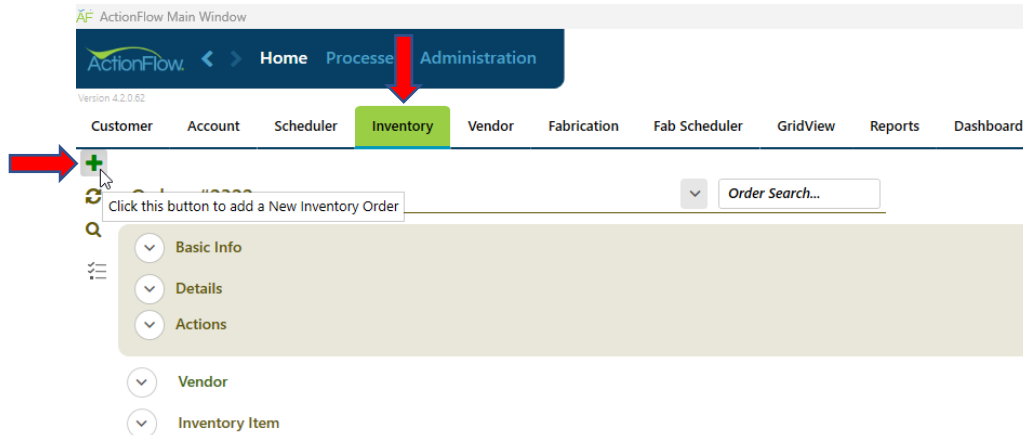 AF ActionFlow Main Window
ActionFlow. Home Processe Administration
Version 4.2.0.62
Customer Account Scheduler Inventory Vendor Fabrication Fab Scheduler GridView Reports Dashboard
Order Search...
Click this button to add a New Inventory Order
Basic Info
Details
Actions
Vendor
Inventory Item